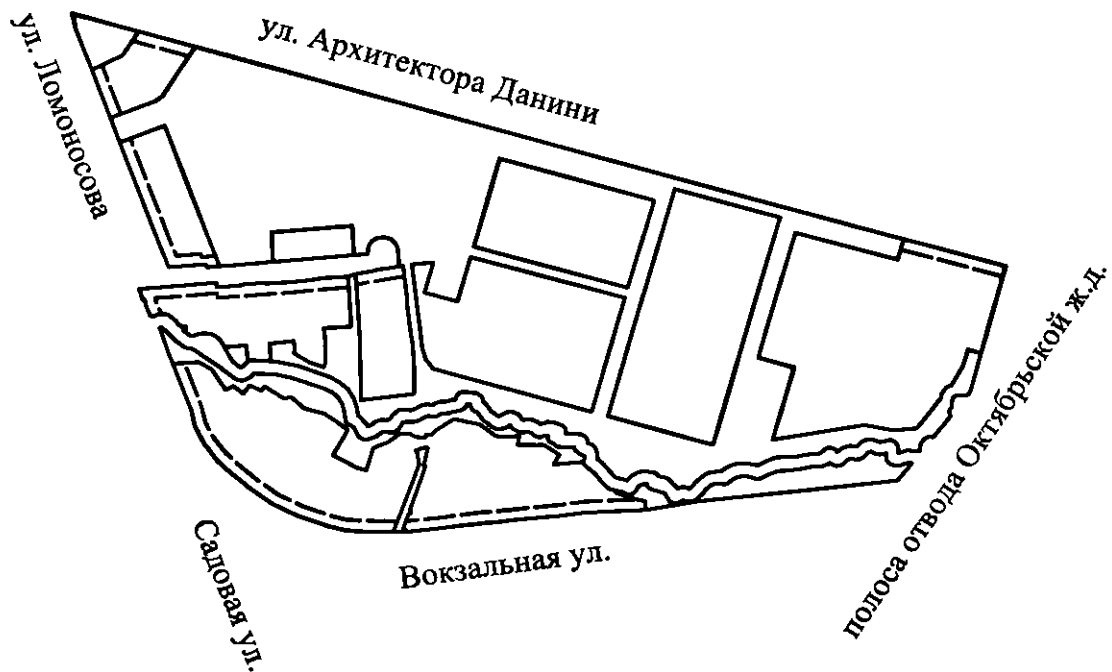 ул. Архитектора Данини
ул. Ломоносова
полоса отвода Октябрьской ж.д.
Садовая ул.
Вокзальная ул.